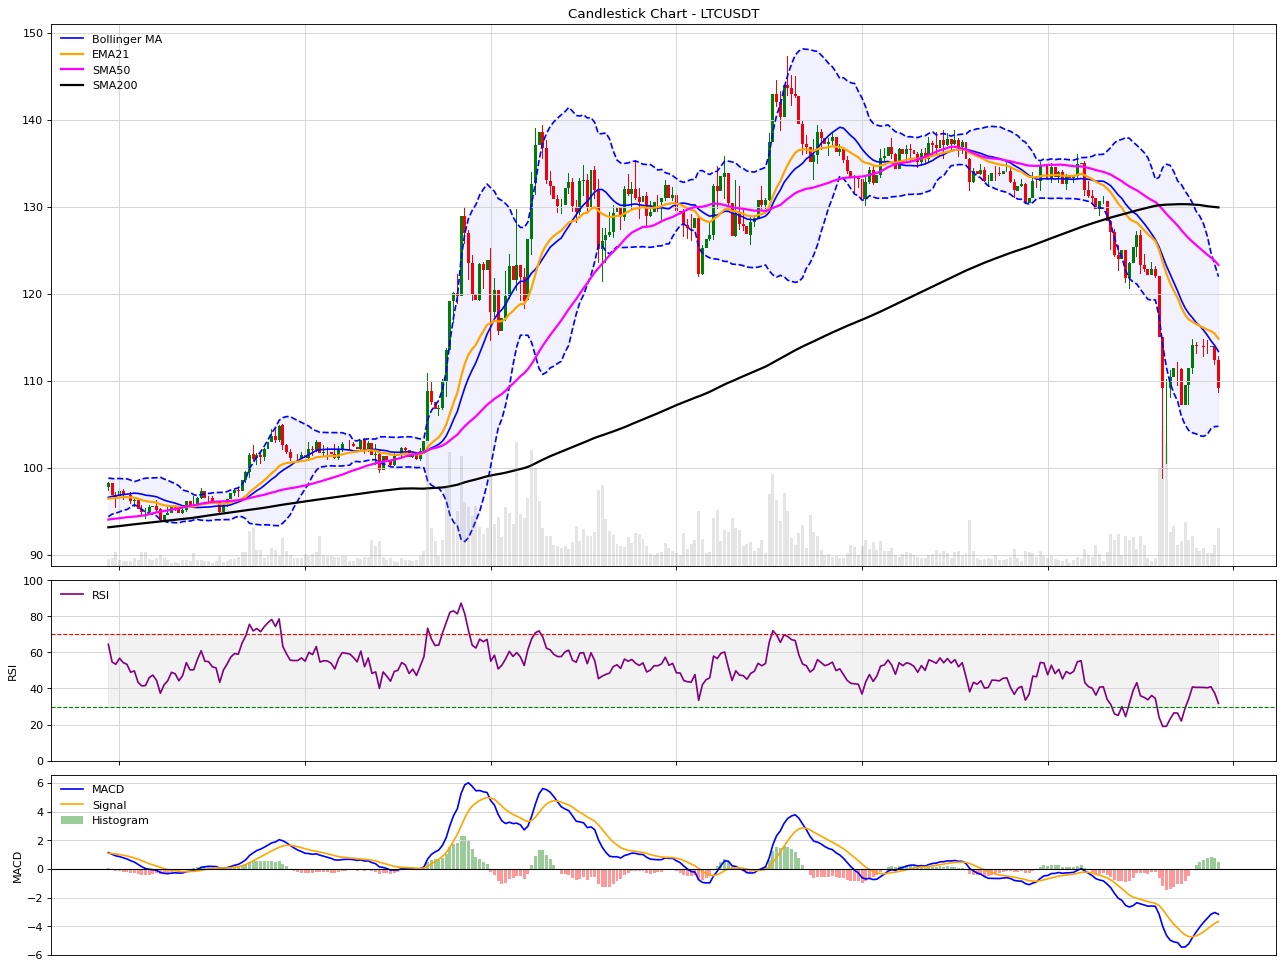 Candlestick Chart - LTCUSDT
150
140
130
120
110
100
90
Bollinger MA
EMA21
SMA50
SMA200
100
80
60
40
20
0
RSI
RSI
6
4
2
0
−2
−4
−6
MACD
MACD
Signal
Histogram